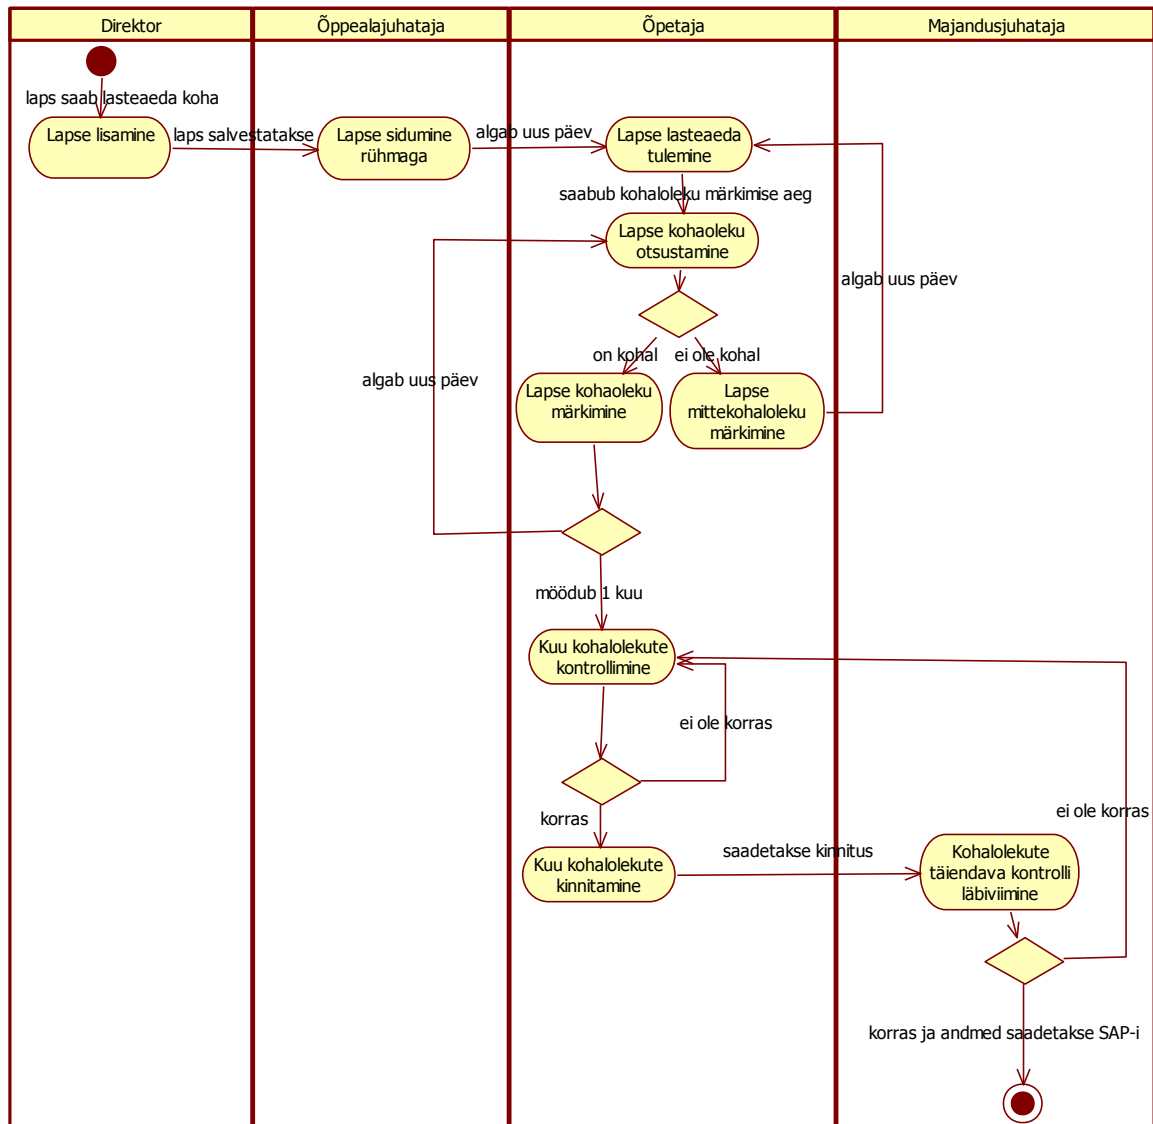 Direktor
Õppealajuhataja
Õpetaja
Majandusjuhataja
laps saab lasteaeda koha
Lapse lisamine
laps salvestatakse
Lapse sidumine
rühmaga
algab uus päev
Lapse lasteaeda
tulemine
saabub kohaloleku märkimise aeg
Lapse kohaoleku
otsustamine
algab uus päev
on kohal
ei ole kohal
algab uus päev
Lapse kohaoleku
märkimine
Lapse
mittekohaloleku
märkimine
möödub 1 kuu
Kuu kohalolekute
kontrollimine
ei ole korras
korras
ei ole korras
Kuu kohalolekute
kinnitamine
saadetakse kinnitus
Kohalolekute
täiendava kontrolli
läbiviimine
korras ja andmed saadetakse SAP-i